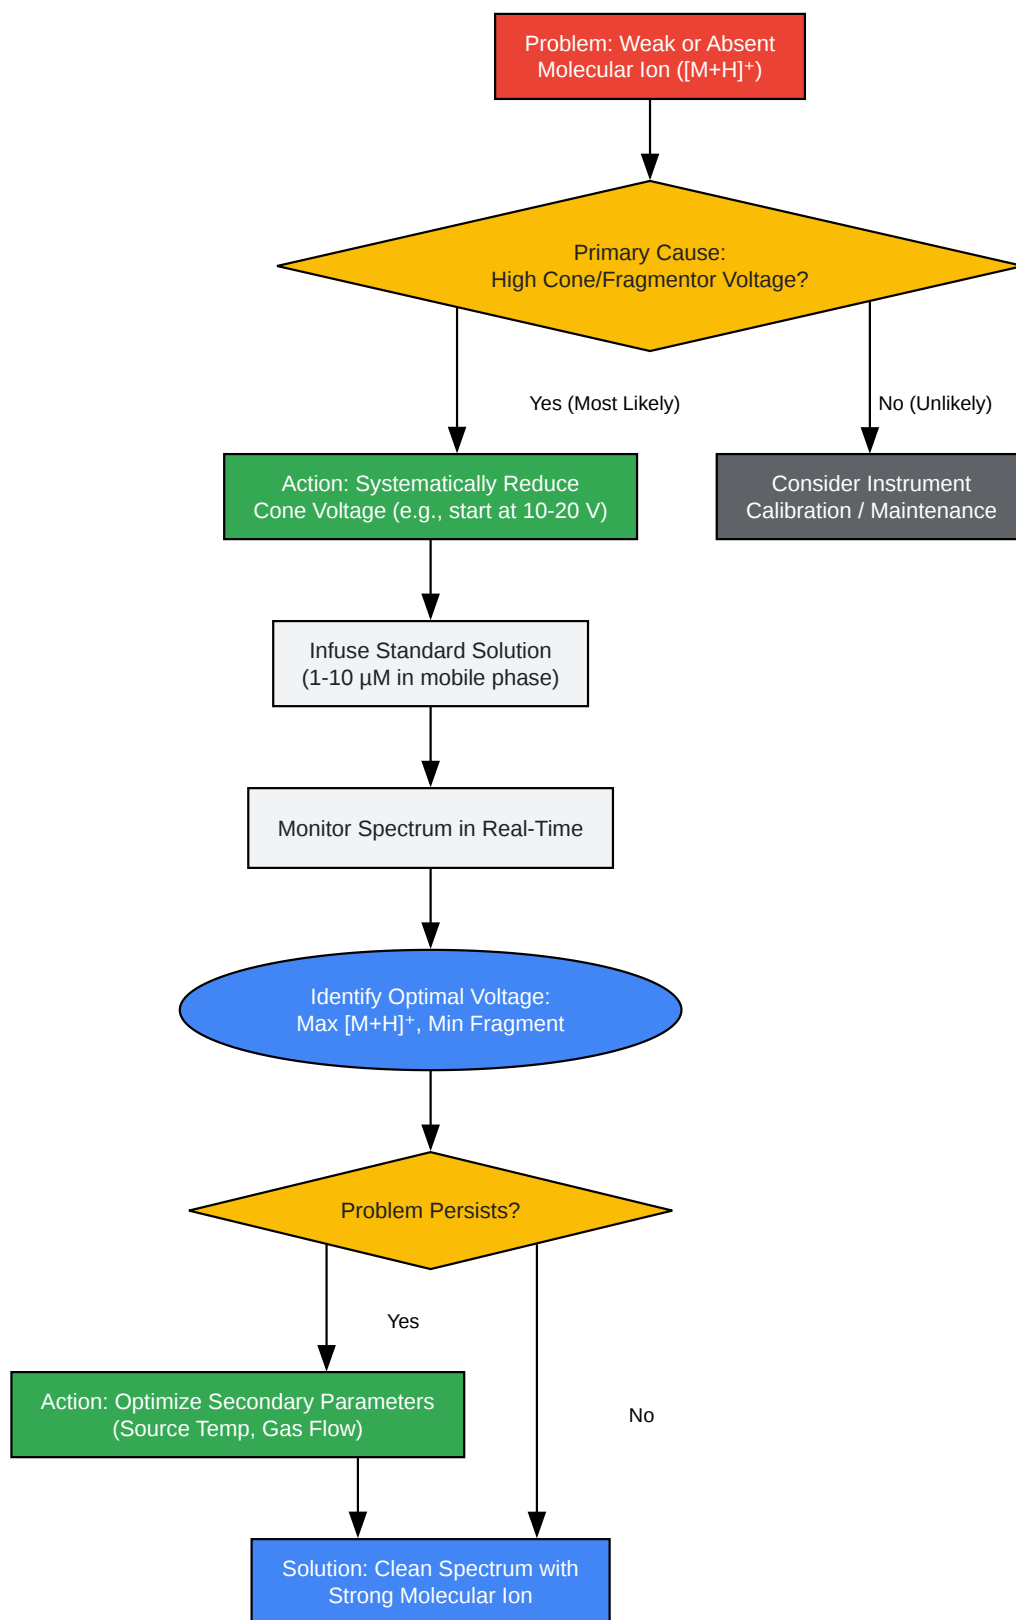 Problem: Weak or Absent
Molecular Ion ([M+H]⁺)
Primary Cause:
High Cone/Fragmentor Voltage?
Yes (Most Likely)
No (Unlikely)
Action: Systematically Reduce
Cone Voltage (e.g., start at 10-20 V)
Consider Instrument
Calibration / Maintenance
Infuse Standard Solution
(1-10 µM in mobile phase)
Monitor Spectrum in Real-Time
Identify Optimal Voltage:
Max [M+H]⁺, Min Fragment
Problem Persists?
Yes
Action: Optimize Secondary Parameters
(Source Temp, Gas Flow)
No
Solution: Clean Spectrum with
Strong Molecular Ion